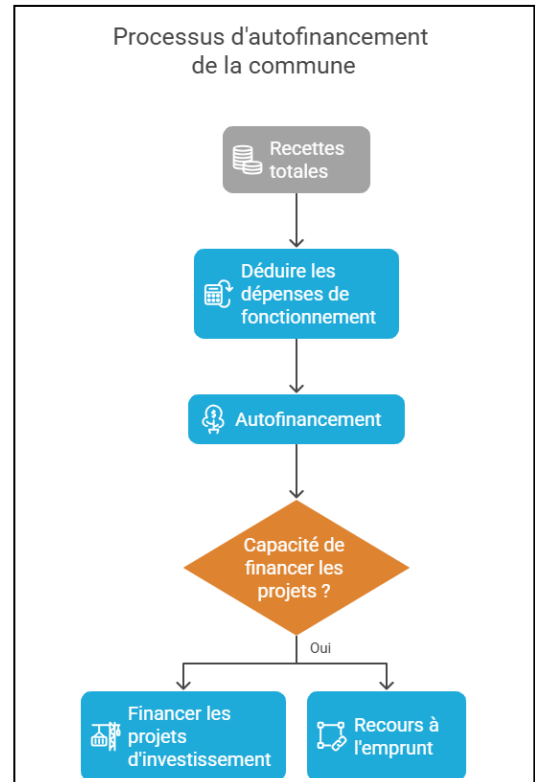 Processus d'autofinancement
de la commune
Recettes
totales
Déduire les
dépenses de
fonctionnement
Autofinancement
Capacité de
financer les
projets ?
Oui
Financer les
projets
d'investissement
Recours à
l'emprunt